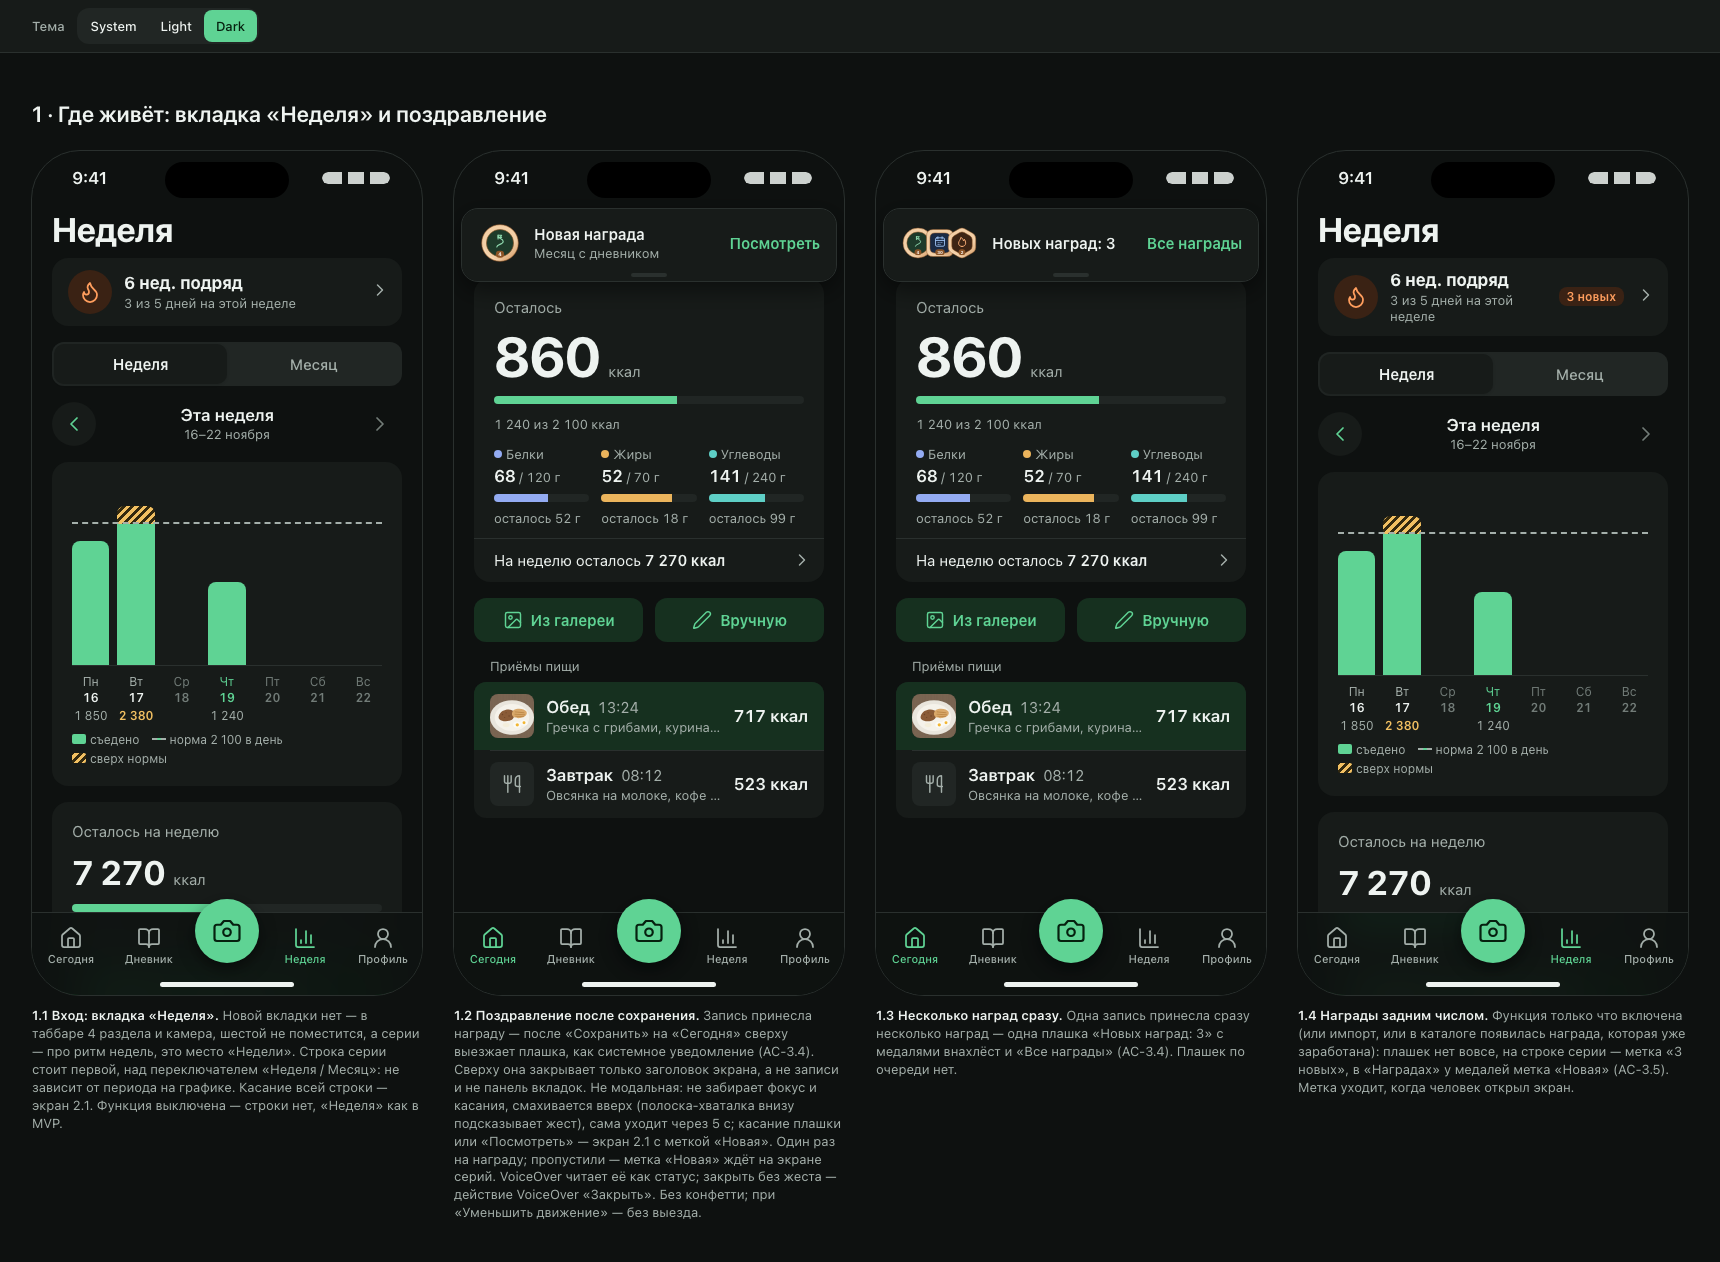 Тема System Light Dark
1 · Где живёт: вкладка «Неделя» и поздравление
9:41
Неделя
6 нед. подряд
3 из 5 дней на этой неделе
Неделя Месяц
Эта неделя
16–22 ноября
Пн Вт Ср Чт Пт Сб Вс
16 17 18 19 20 21 22
1 850 2 380 1 240
съедено норма 2 100 в день
сверх нормы
Осталось на неделю
7 270 ккал
Сегодня Дневник Неделя Профиль
1.1 Вход: вкладка «Неделя». Новой вкладки нет — в
таббаре 4 раздела и камера, шестой не поместится, а серии
— про ритм недель, это место «Недели». Строка серии
стоит первой, над переключателем «Неделя / Месяц»: не
зависит от периода на графике. Касание всей строки —
экран 2.1. Функция выключена — строки нет, «Неделя» как в
MVP.
9:41
Новая награда
Месяц с дневником
Посмотреть
Осталось
860 ккал
1 240 из 2 100 ккал
Белки Жиры Углеводы
68 / 120 г 52 / 70 г 141 / 240 г
осталось 52 г осталось 18 г осталось 99 г
На неделю осталось 7 270 ккал
Из галереи Вручную
Приёмы пищи
Обед 13:24
Гречка с грибами, курина...
717 ккал
Завтрак 08:12
Овсянка на молоке, кофе ...
523 ккал
Сегодня Дневник Неделя Профиль
1.2 Поздравление после сохранения. Запись принесла
награду — после «Сохранить» на «Сегодня» сверху
выезжает плашка, как системное уведомление (AC-3.4).
Сверху она закрывает только заголовок экрана, а не записи
и не панель вкладок. Не модальная: не забирает фокус и
касания, смахивается вверх (полоска-хваталка внизу
подсказывает жест), сама уходит через 5 с; касание плашки
или «Посмотреть» — экран 2.1 с меткой «Новая». Один раз
на награду; пропустили — метка «Новая» ждёт на экране
серий. VoiceOver читает её как статус; закрыть без жеста —
действие VoiceOver «Закрыть». Без конфетти; при
«Уменьшить движение» — без выезда.
9:41
Новых наград: 3
Все награды
Осталось
860 ккал
1 240 из 2 100 ккал
Белки Жиры Углеводы
68 / 120 г 52 / 70 г 141 / 240 г
осталось 52 г осталось 18 г осталось 99 г
На неделю осталось 7 270 ккал
Из галереи Вручную
Приёмы пищи
Обед 13:24
Гречка с грибами, курина...
717 ккал
Завтрак 08:12
Овсянка на молоке, кофе ...
523 ккал
Сегодня Дневник Неделя Профиль
1.3 Несколько наград сразу. Одна запись принесла сразу
несколько наград — одна плашка «Новых наград: 3» с
медалями внахлёст и «Все награды» (AC-3.4). Плашек по
очереди нет.
9:41
Неделя
6 нед. подряд
3 из 5 дней на этой
неделе
3 новых
Неделя Месяц
Эта неделя
16–22 ноября
Пн Вт Ср Чт Пт Сб Вс
16 17 18 19 20 21 22
1 850 2 380 1 240
съедено норма 2 100 в день
сверх нормы
Осталось на неделю
7 270 ккал
Сегодня Дневник Неделя Профиль
1.4 Награды задним числом. Функция только что включена
(или импорт, или в каталоге появилась награда, которая уже
заработана): плашек нет вовсе, на строке серии — метка «3
новых», в «Наградах» у медалей метка «Новая» (AC-3.5).
Метка уходит, когда человек открыл экран.